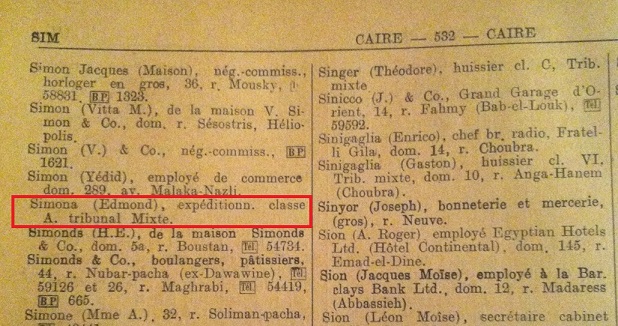 SIM
CAIRE — 532 — CAIRE
Simon Jacques (Maison), nég.-commiss.,
horloger en gros, 36, r. Mousky,
58831. B.P 1323.
Simon (Vitta M.), de la maison V. Si-
mon & Co., dom. r. Sésostris, Hélio-
polis.
Simon (V.) & Co., nég.-commiss., B.P
1621.
Simon (Yédid), employé de commerce
dom. 289, av. Malaka-Nazli.
Simona (Edmond), expéditionn. classe
A. tribunal Mixte.
Simonds (H.E.), de la maison Simonds
& Co., dom. 5a, r. Boustan, Tél 54734.
Simonds & Co., boulangers, pâtissiers,
44, r. Nubar-pacha (ex-Dawawine), Tél
59126 et 26, r. Maghrabi, Tél 54419,
B.P 665.
Simone (Mme A.), 32, r. Soliman-pacha,
Singer (Théodore), huissier cl. C, Trib.
mixte
Sinicco (J.) & Co., Grand Garage d'O-
rient, 14, r. Fahmy (Bab-el-Louk), Tél
59592.
Sinigaglia (Enrico), chef br. radio, Fratel-
li Gila, dom. 14, r. Choubra.
Sinigaglia (Gaston), huissier cl. VI,
Trib. mixte, dom. 10, r. Anga-Hanem
(Choubra).
Sinyor (Joseph), bonneterie et mercerie,
(gros), r. Neuve.
Sion (A. Roger), employé Egyptian Hotels
Ltd. (Hôtel Continental), dom. 145, r.
Emad-el-Dine.
Sion (Jacques Moïse), employé à la Bar.
clays Bank Ltd., dom. 12, r. Madaress
(Abbassieh).
Sion (Léon Moïse), secrétaire cabinet